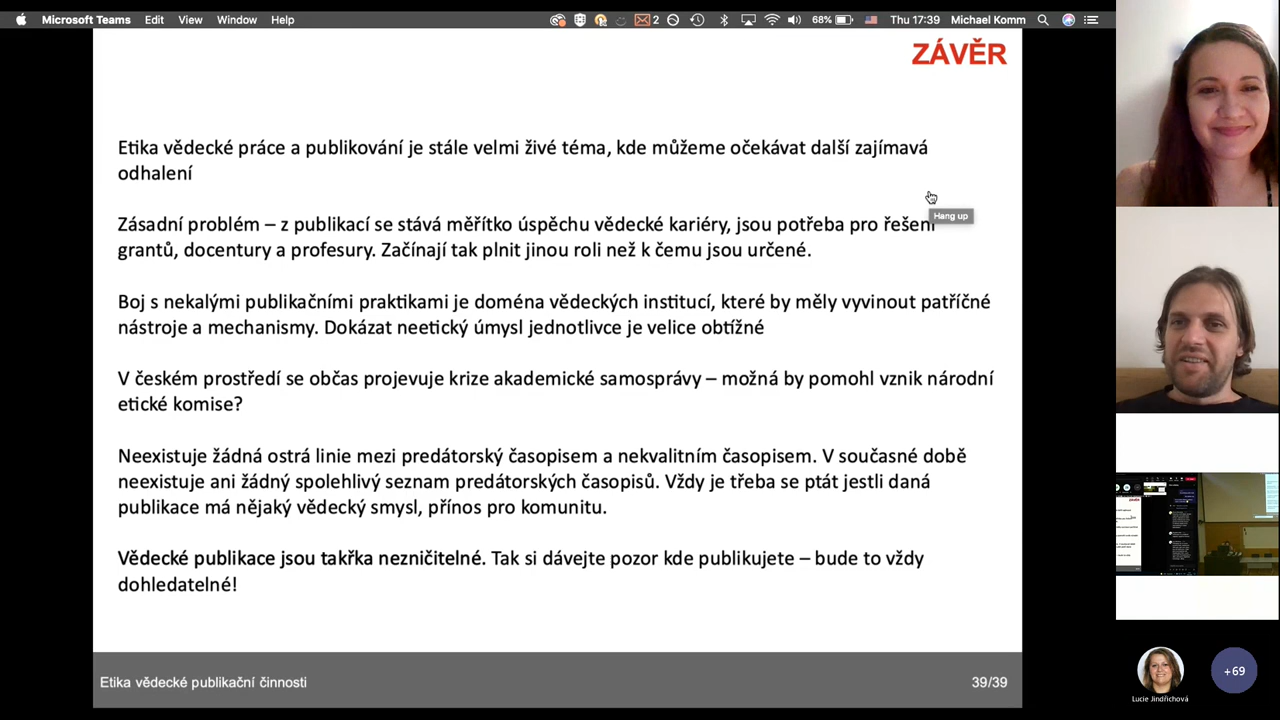 Microsoft Teams Edit View Window Help 2 68% Thu 17:39 Michael Komm
ZÁVĚR
Etika vědecké práce a publikování je stále velmi živé téma, kde můžeme očekávat další zajímavá
odhalení
Hang up
Zásadní problém – z publikací se stává měřítko úspěchu vědecké kariéry, jsou potřeba pro řešení
grantů, docentury a profesury. Začínají tak plnit jinou roli než k čemu jsou určené.
Boj s nekalými publikačními praktikami je doména vědeckých institucí, které by měly vyvinout patříčné
nástroje a mechanismy. Dokázat neetický úmysl jednotlivce je velice obtížné
V českém prostředí se občas projevuje krize akademické samosprávy – možná by pomohl vznik národní
etické komise?
Neexistuje žádná ostrá linie mezi predátorský časopisem a nekvalitním časopisem. V současné době
neexistuje ani žádný spolehlivý seznam predátorských časopisů. Vždy je třeba se ptát jestli daná
publikace má nějaký vědecký smysl, přínos pro komunitu.
Vědecké publikace jsou takřka nezničitelné. Tak si dávejte pozor kde publikujete – bude to vždy
dohledatelné!
Etika vědecké publikační činnosti 39/39
+69
Lucie Jindřichová